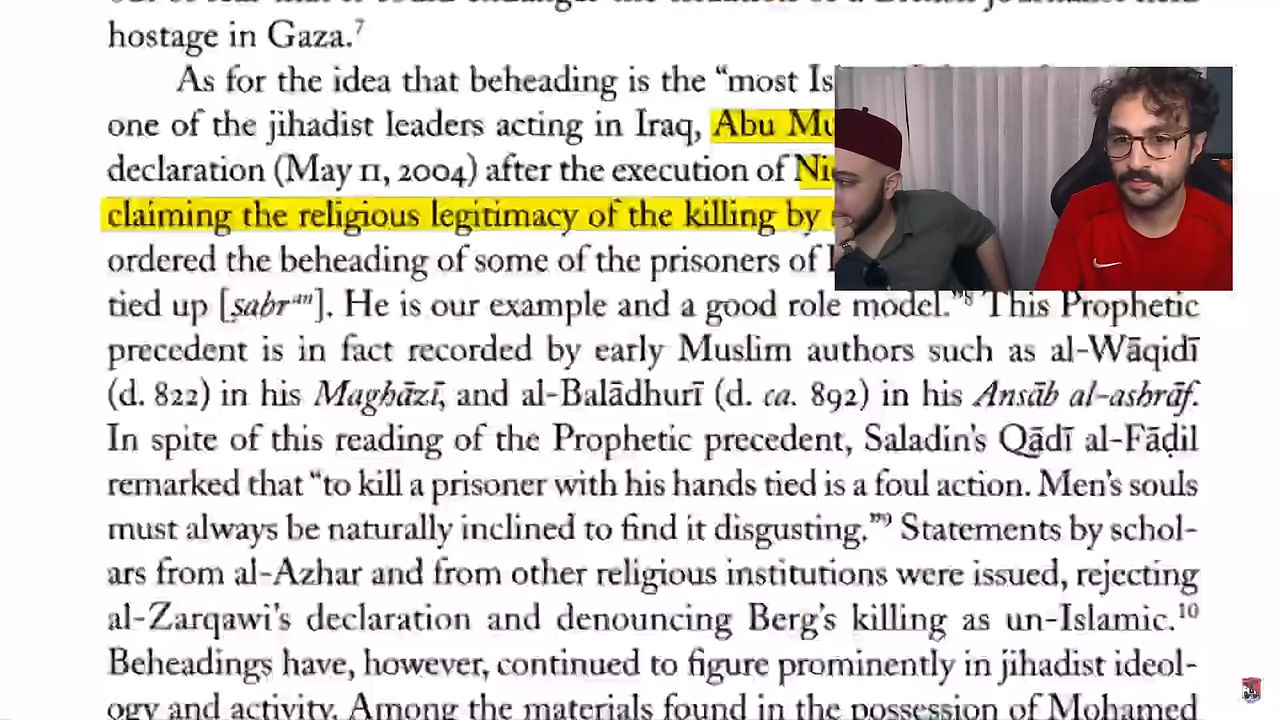 hostage in Gaza.⁷
As for the idea that beheading is the “most Is
one of the jihadist leaders acting in Iraq, Abu Mu
declaration (May 11, 2004) after the execution of Ni
claiming the religious legitimacy of the killing by
ordered the beheading of some of the prisoners of
tied up [ṣabrᵃⁿ]. He is our example and a good role model.”⁸ This Prophetic
precedent is in fact recorded by early Muslim authors such as al-Wāqidī
(d. 822) in his Maghāzī, and al-Balādhurī (d. ca. 892) in his Ansāb al-ashrāf.
In spite of this reading of the Prophetic precedent, Saladin’s Qāḍī al-Fāḍil
remarked that “to kill a prisoner with his hands tied is a foul action. Men’s souls
must always be naturally inclined to find it disgusting.”⁹ Statements by schol-
ars from al-Azhar and from other religious institutions were issued, rejecting
al-Zarqawi’s declaration and denouncing Berg’s killing as un-Islamic.¹⁰
Beheadings have, however, continued to figure prominently in jihadist ideol-
ogy and activity. Among the materials found in the possession of Mohamed